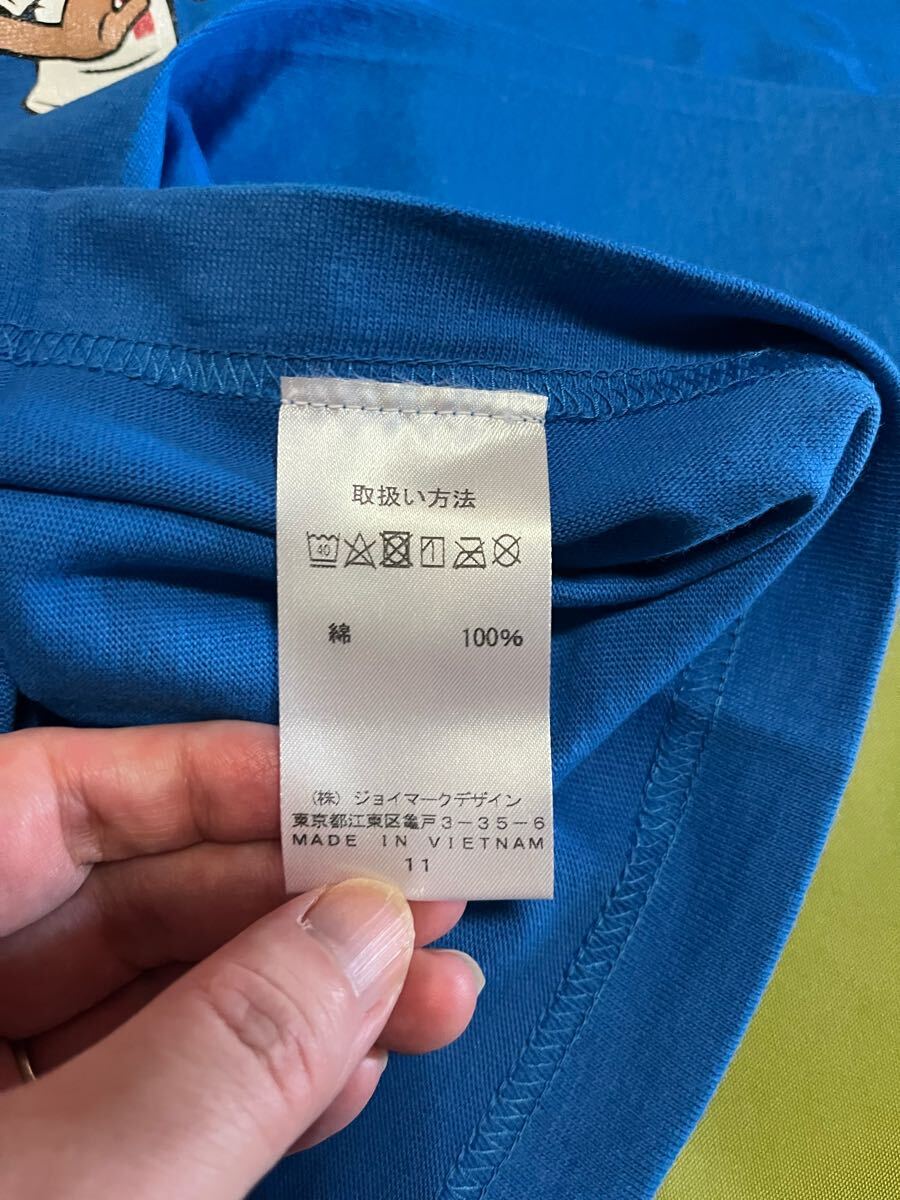 取扱い方法
40
綿 100%
(株) ジョイマークデザイン
東京都江東区亀戸3-35-6
MADE IN VIETNAM
11